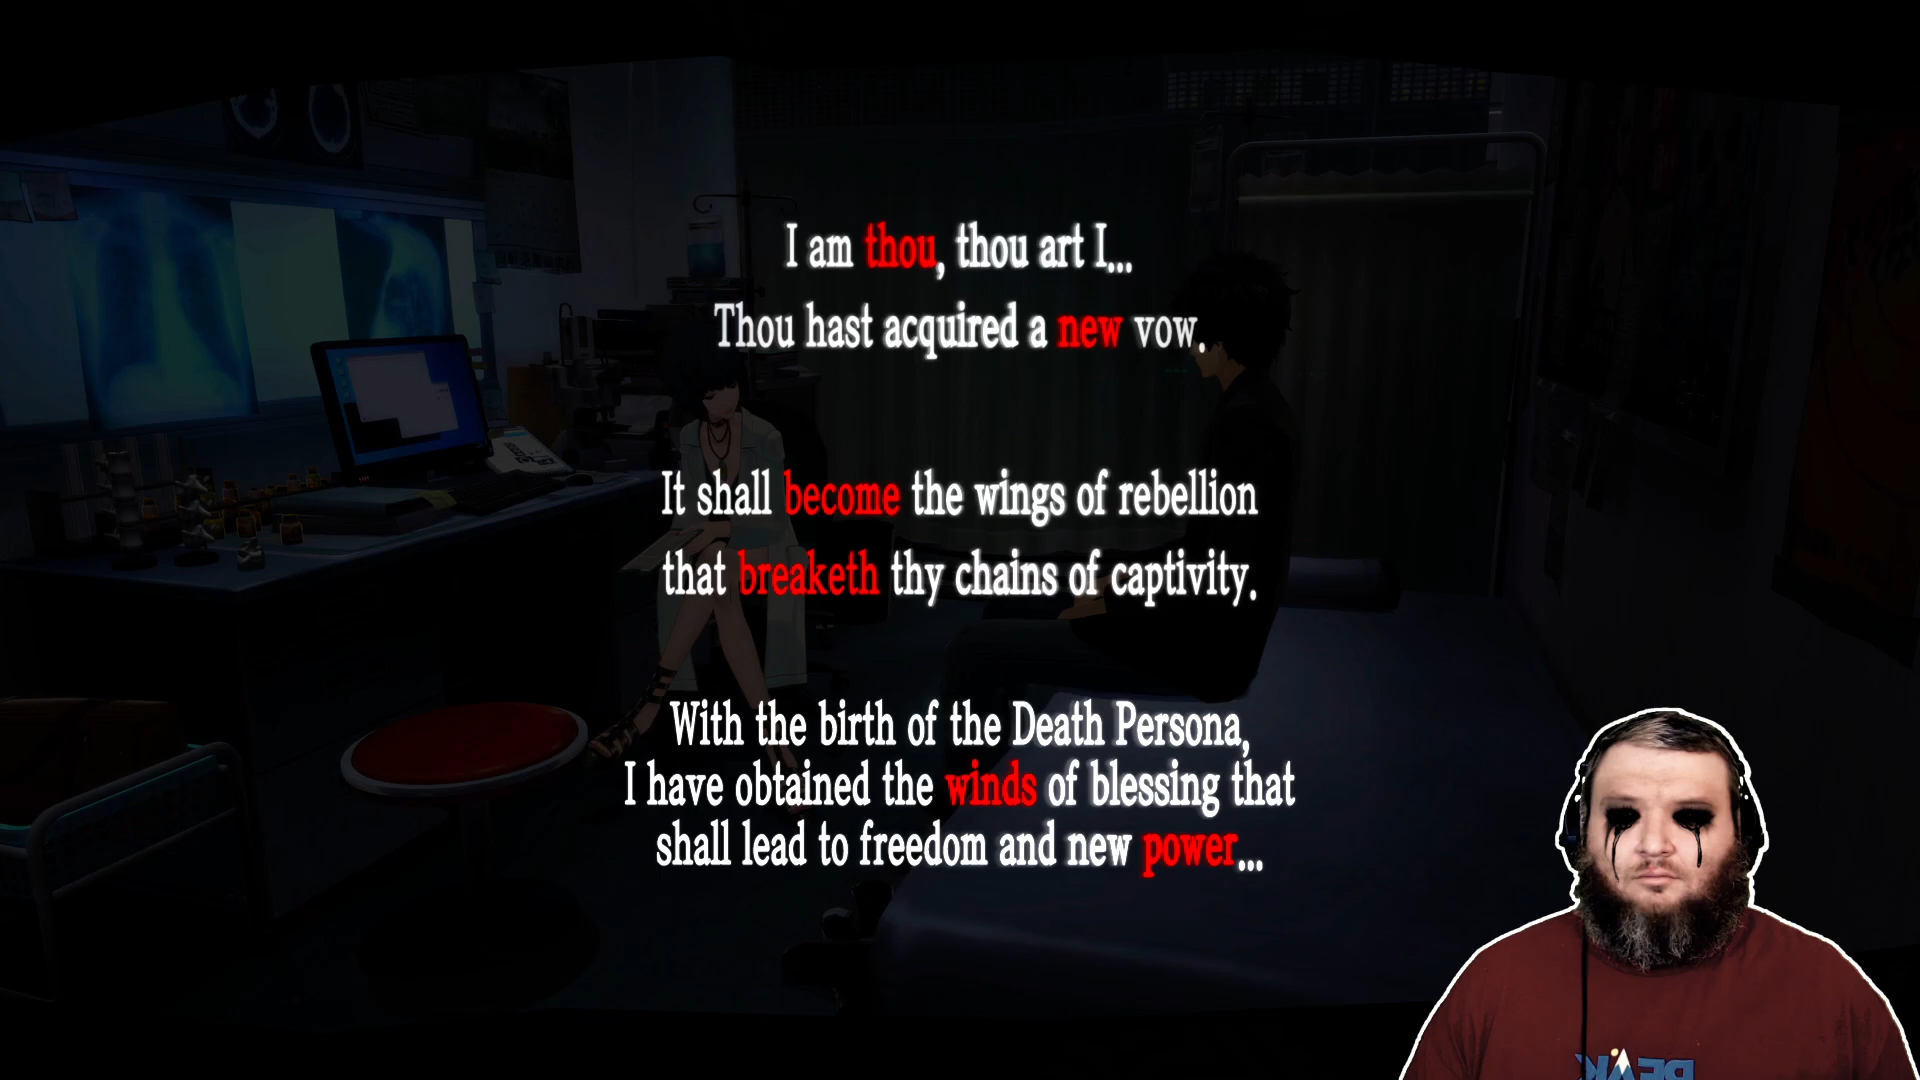 I am thou, thou art I...
Thou hast acquired a new vow.
It shall become the wings of rebellion
that breaketh thy chains of captivity.
With the birth of the Death Persona,
I have obtained the winds of blessing that
shall lead to freedom and new power...
PEAK